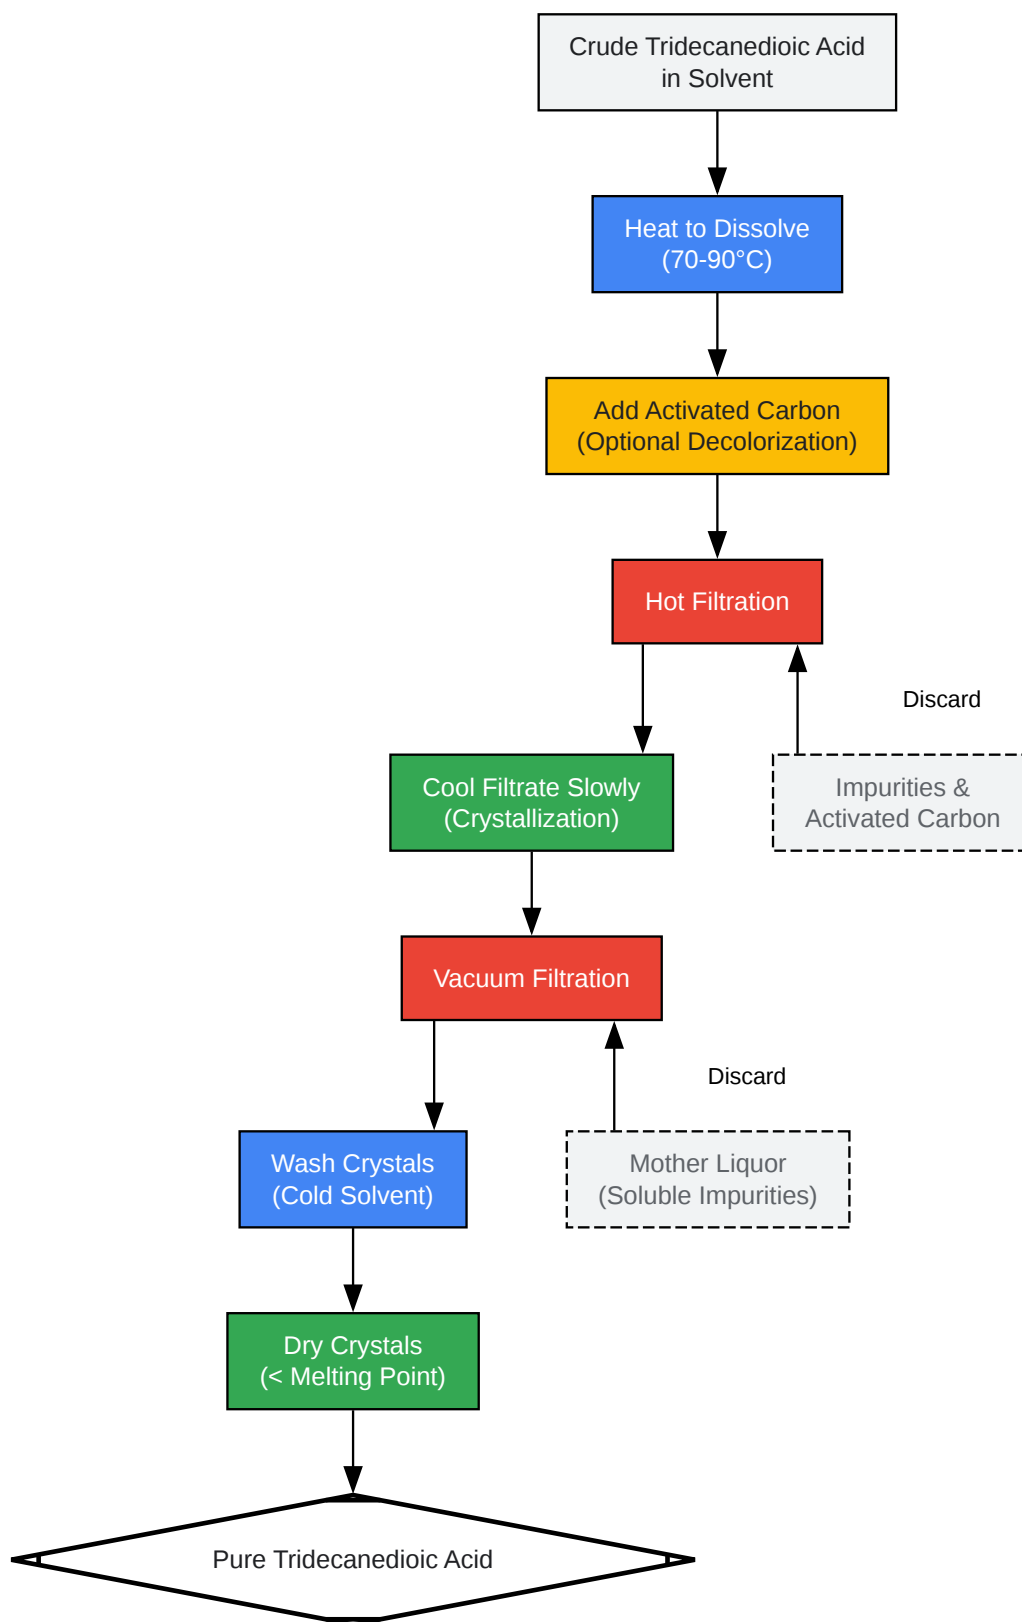 Crude Tridecanedioic Acid
in Solvent
Heat to Dissolve
(70-90°C)
Add Activated Carbon
(Optional Decolorization)
Hot Filtration
Discard
Cool Filtrate Slowly
(Crystallization)
Impurities &
Activated Carbon
Vacuum Filtration
Discard
Wash Crystals
(Cold Solvent)
Mother Liquor
(Soluble Impurities)
Dry Crystals
(< Melting Point)
Pure Tridecanedioic Acid